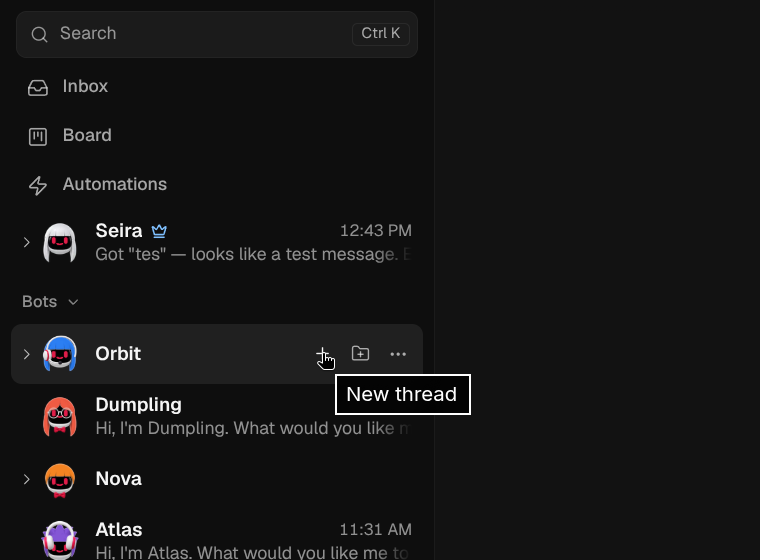 Search
Ctrl K
Inbox
Board
Automations
Seira
12:43 PM
Got "tes" — looks like a test message.
Bots
Orbit
New thread
Dumpling
Hi, I'm Dumpling. What would you like
Nova
Atlas
11:31 AM
Hi, I'm Atlas. What would you like me to